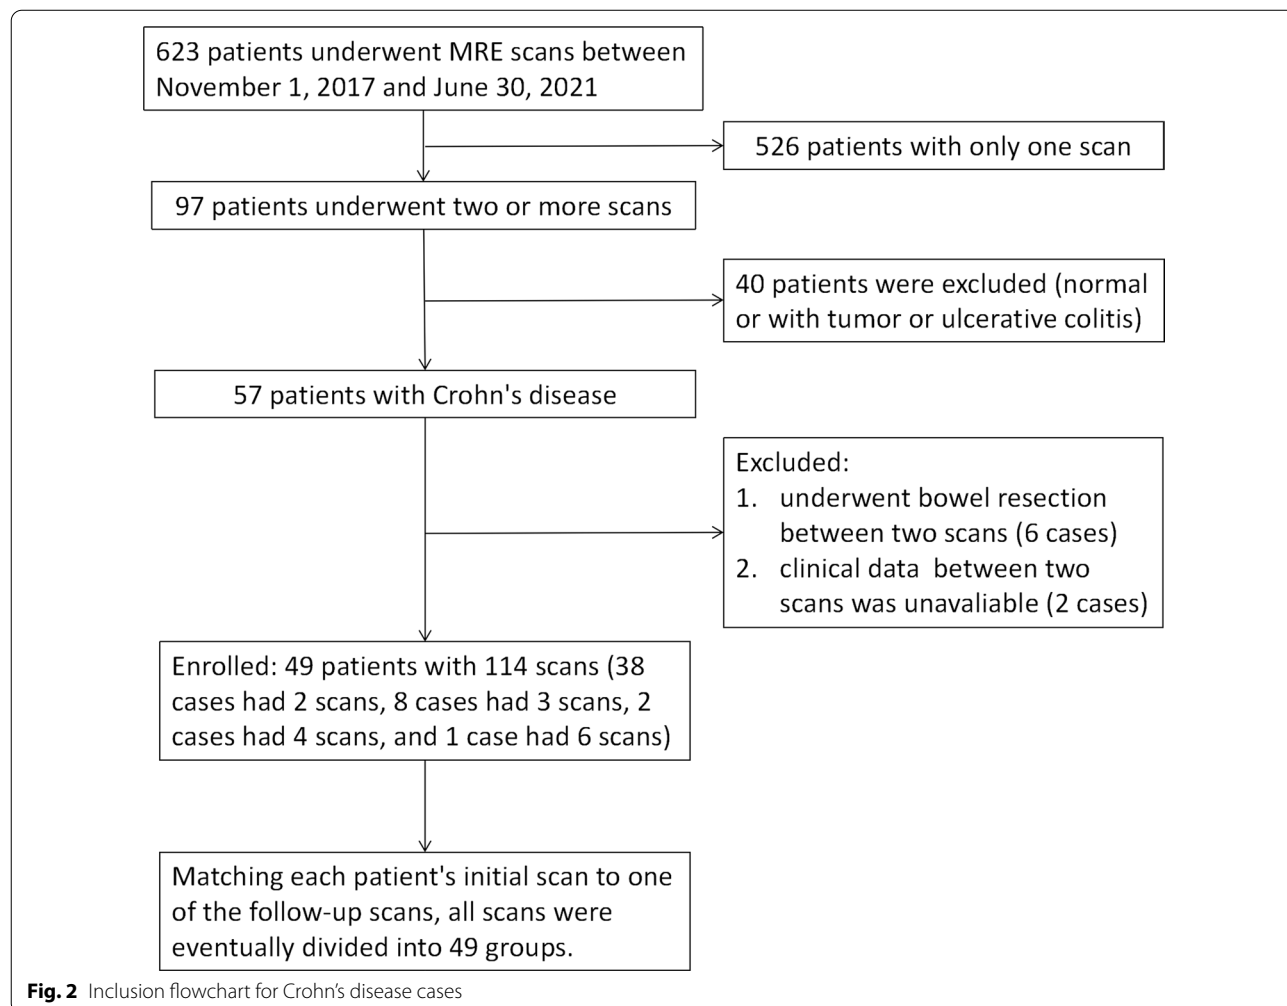 623 patients underwent MRE scans between
November 1, 2017 and June 30, 2021
526 patients with only one scan
97 patients underwent two or more scans
40 patients were excluded (normal
or with tumor or ulcerative colitis)
57 patients with Crohn's disease
Excluded:
1. underwent bowel resection
between two scans (6 cases)
2. clinical data between two
scans was unavaliable (2 cases)
Enrolled: 49 patients with 114 scans (38
cases had 2 scans, 8 cases had 3 scans, 2
cases had 4 scans, and 1 case had 6 scans)
Matching each patient's initial scan to one
of the follow-up scans, all scans were
eventually divided into 49 groups.
Fig. 2 Inclusion flowchart for Crohn’s disease cases